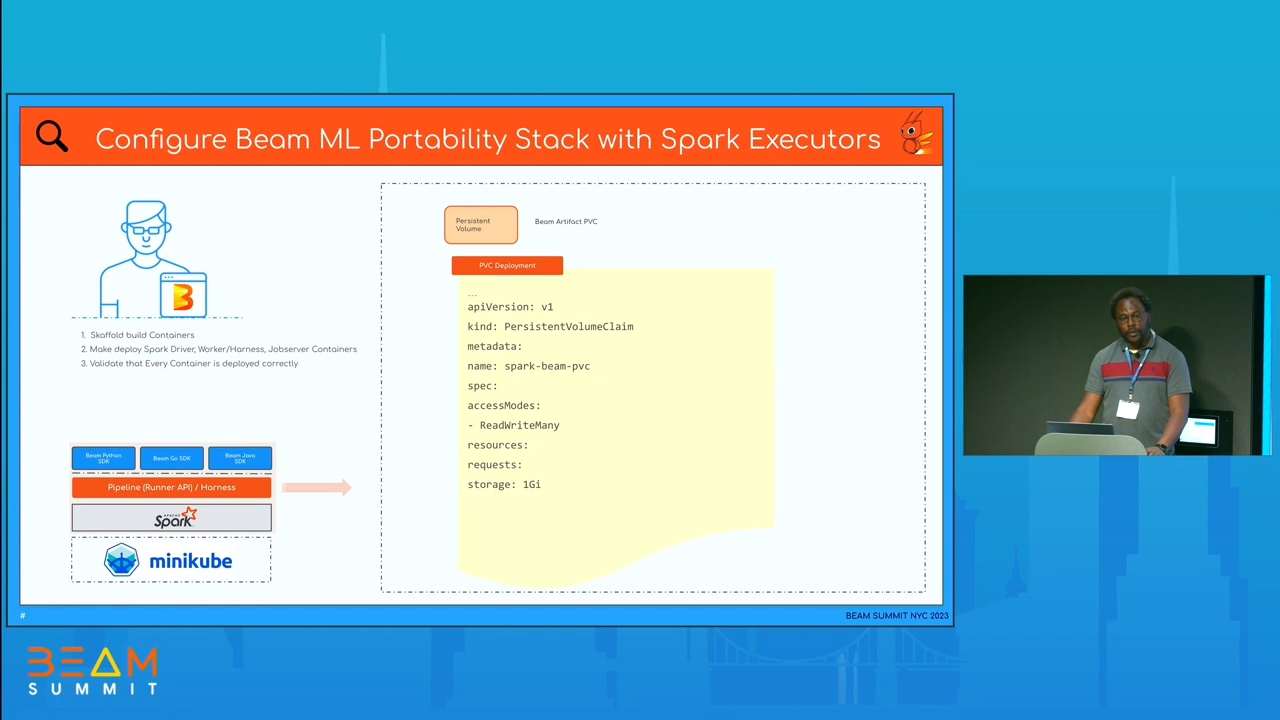 Configure Beam ML Portability Stack with Spark Executors
1. Skaffold build Containers
2. Make deploy Spark Driver, Worker/Harness, Jobserver Containers
3. Validate that Every Container is deployed correctly
Beam Python
SDK
Beam Go SDK
Beam Java
SDK
Pipeline (Runner API) / Harness
APACHE
Spark
minikube
Persistent
Volume
Beam Artifact PVC
PVC Deployment
...
apiVersion: v1
kind: PersistentVolumeClaim
metadata:
name: spark-beam-pvc
spec:
accessModes:
- ReadWriteMany
resources:
requests:
storage: 1Gi
#
BEAM SUMMIT NYC 2023
BEAM
SUMMIT